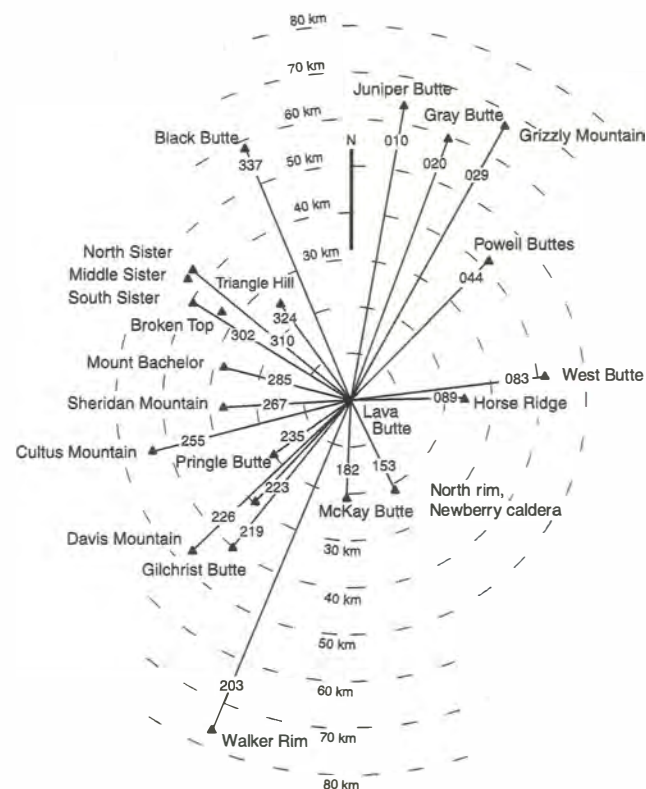 80 km
70 km
Juniper Butte
60 km
Gray Butte
Grizzly Mountain
Black Butte
N
010
020
337
50 km
029
40 km
North Sister
Powell Buttes
Middle Sister
30 km
044
Triangle Hill
South Sister
324
Broken Top
302
310
Mount Bachelor
285
083
West Butte
Sheridan Mountain
267
089
Horse Ridge
Lava
Butte
255
235
Cultus Mountain
Pringle Butte
182
153
223
North rim,
Newberry caldera
McKay Butte
226
219
Davis Mountain
30 km
Gilchrist Butte
40 km
50 km
203
60 km
Walker Rim
70 km
80 km